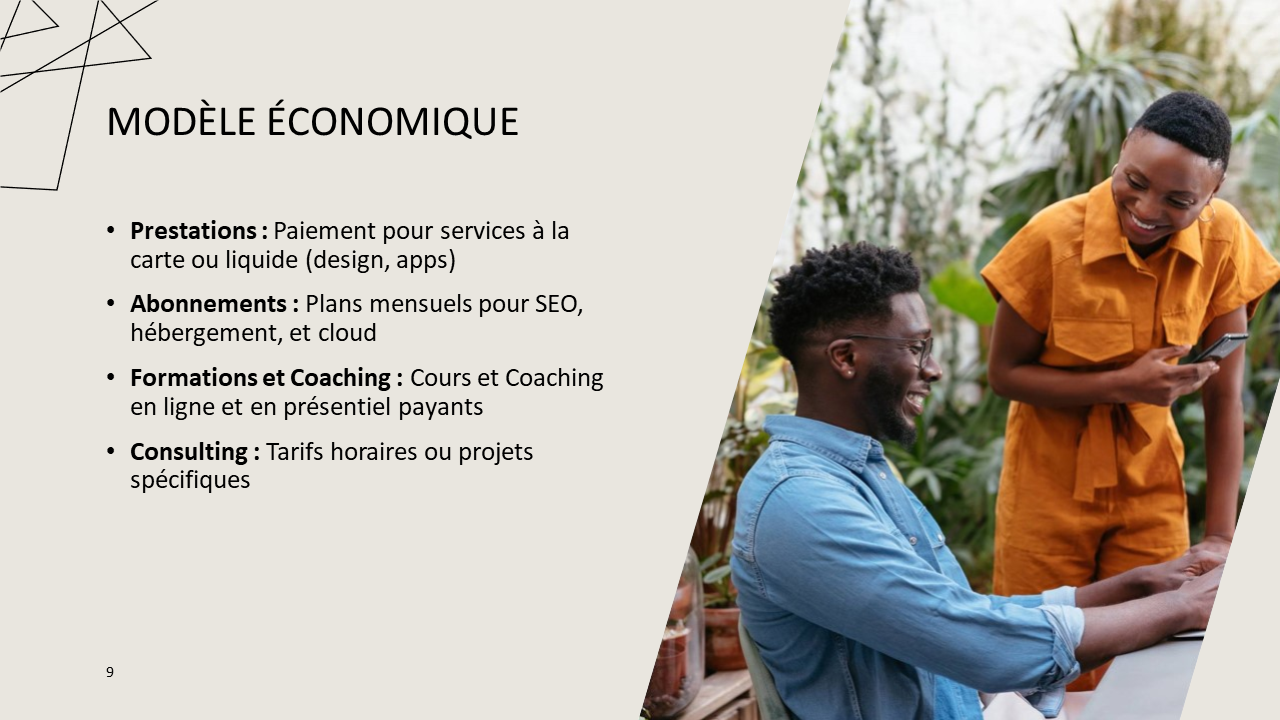 MODÈLE ÉCONOMIQUE
• Prestations : Paiement pour services à la
carte ou liquide (design, apps)
• Abonnements : Plans mensuels pour SEO,
hébergement, et cloud
• Formations et Coaching : Cours et Coaching
en ligne et en présentiel payants
• Consulting : Tarifs horaires ou projets
spécifiques
9